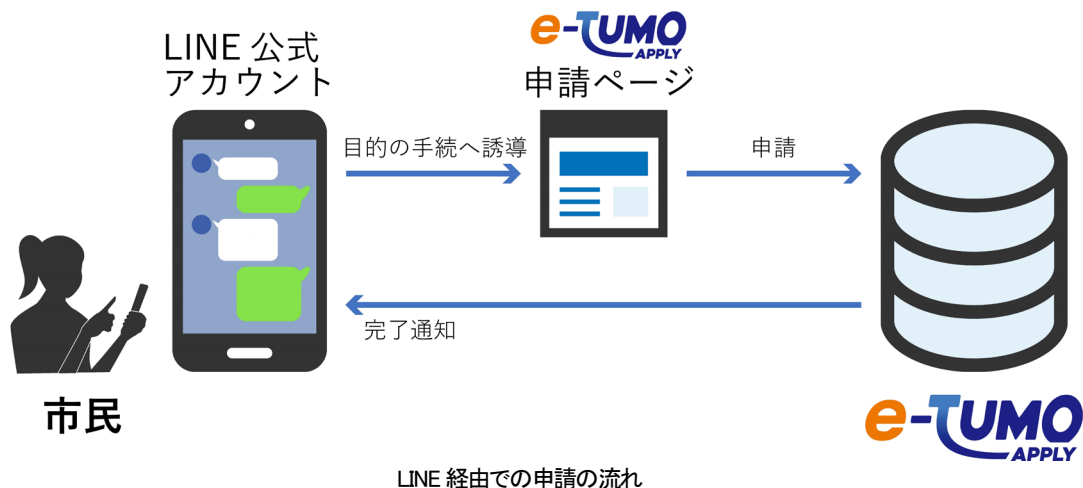 LINE 公式
アカウント
e-TUMO
APPLY
申請ページ
目的の手続へ誘導
申請
完了通知
市民
e-TUMO
APPLY
LINE 経由での申請の流れ